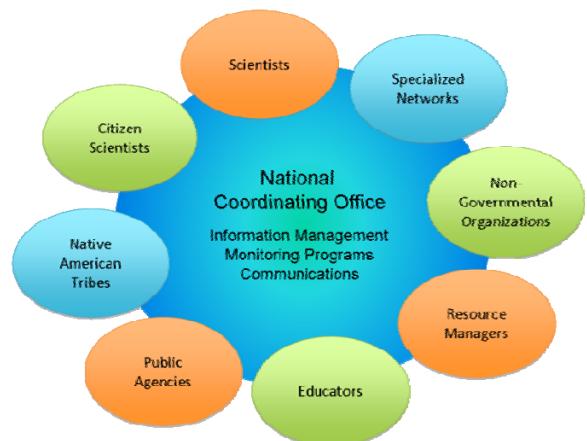 Scientists
Specialized
Networks
Citizen
Scientists
National
Coordinating Office
Information Management
Monitoring Programs
Communications
Non-
Governmental
Organizations
Native
American
Tribes
Resource
Managers
Public
Agencies
Educators